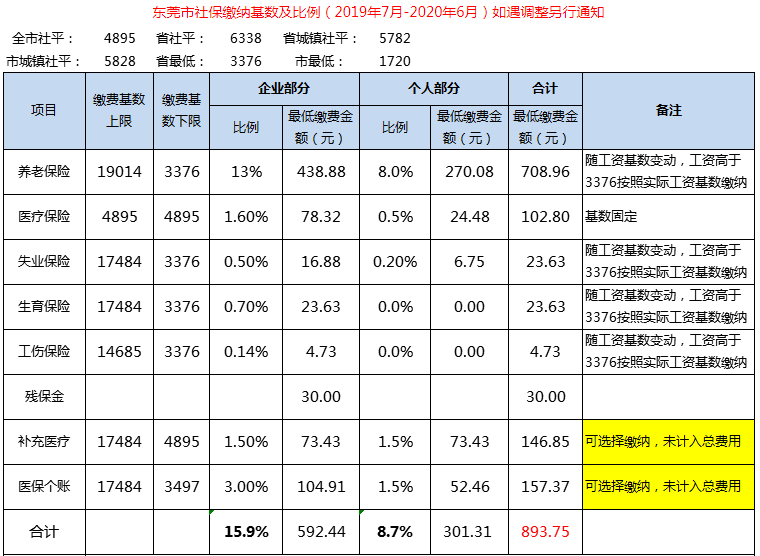 东莞市社保缴纳基数及比例（2019年7月-2020年6月）如遇调整另行通知
全市社平： 4895 省社平： 6338 省城镇社平： 5782
市城镇社平： 5828 省最低： 3376 市最低： 1720
项目 缴费基数上限 缴费基数下限 企业部分 个人部分 合计 备注
比例 最低缴费金额（元） 比例 最低缴费金额（元） 最低缴费金额（元）
养老保险 19014 3376 13% 438.88 8.0% 270.08 708.96 随工资基数变动，工资高于3376按照实际工资基数缴纳
医疗保险 4895 4895 1.60% 78.32 0.5% 24.48 102.80 基数固定
失业保险 17484 3376 0.50% 16.88 0.20% 6.75 23.63 随工资基数变动，工资高于3376按照实际工资基数缴纳
生育保险 17484 3376 0.70% 23.63 0.0% 0.00 23.63 随工资基数变动，工资高于3376按照实际工资基数缴纳
工伤保险 14685 3376 0.14% 4.73 0.0% 0.00 4.73 随工资基数变动，工资高于3376按照实际工资基数缴纳
残保金 30.00 30.00
补充医疗 17484 4895 1.50% 73.43 1.5% 73.43 146.85 可选择缴纳，未计入总费用
医保个账 17484 3497 3.00% 104.91 1.5% 52.46 157.37 可选择缴纳，未计入总费用
合计 15.9% 592.44 8.7% 301.31 893.75